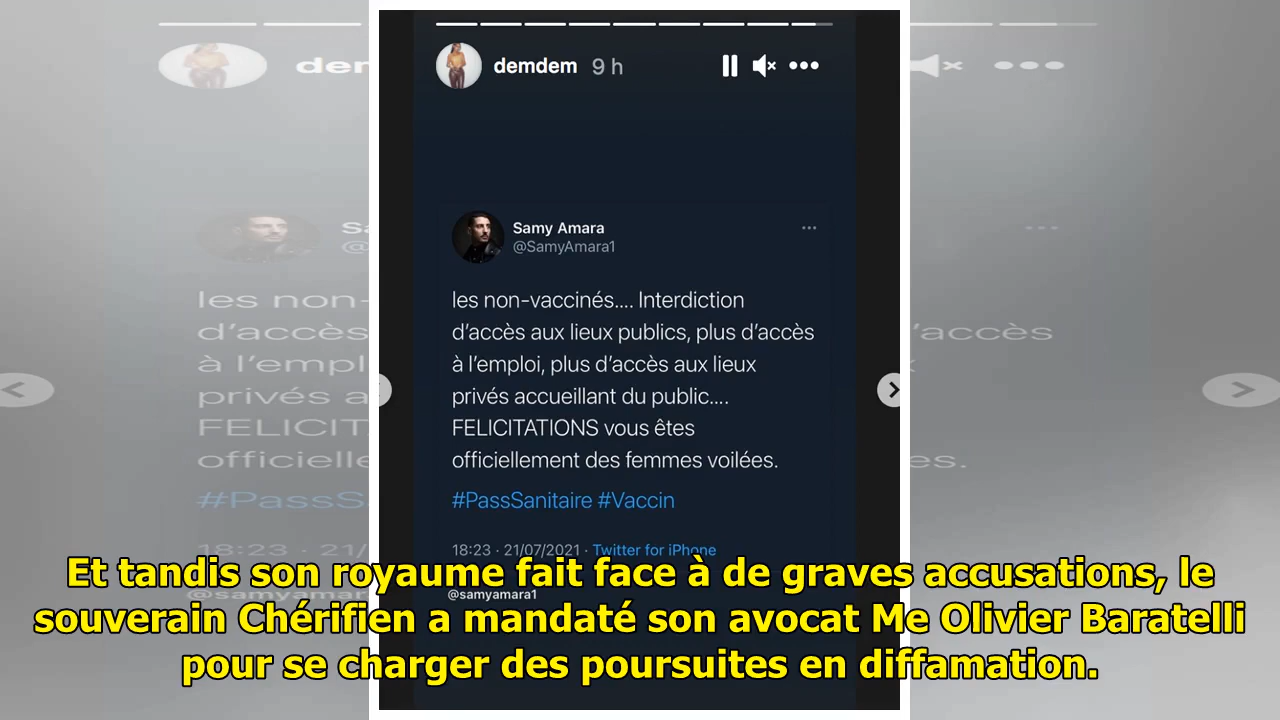 demdem 9 h
Samy Amara
@SamyAmara1
les non-vaccinés.... Interdiction
d'accès aux lieux publics, plus d'accès
à l'emploi, plus d'accès aux lieux
privés accueillant du public....
FELICITATIONS vous êtes
officiellement des femmes voilées.
#PassSanitaire #Vaccin
18:23 · 21/07/2021 · Twitter for iPhone
@samyamara1
Et tandis son royaume fait face à de graves accusations, le
souverain Chérifien a mandaté son avocat Me Olivier Baratelli
pour se charger des poursuites en diffamation.